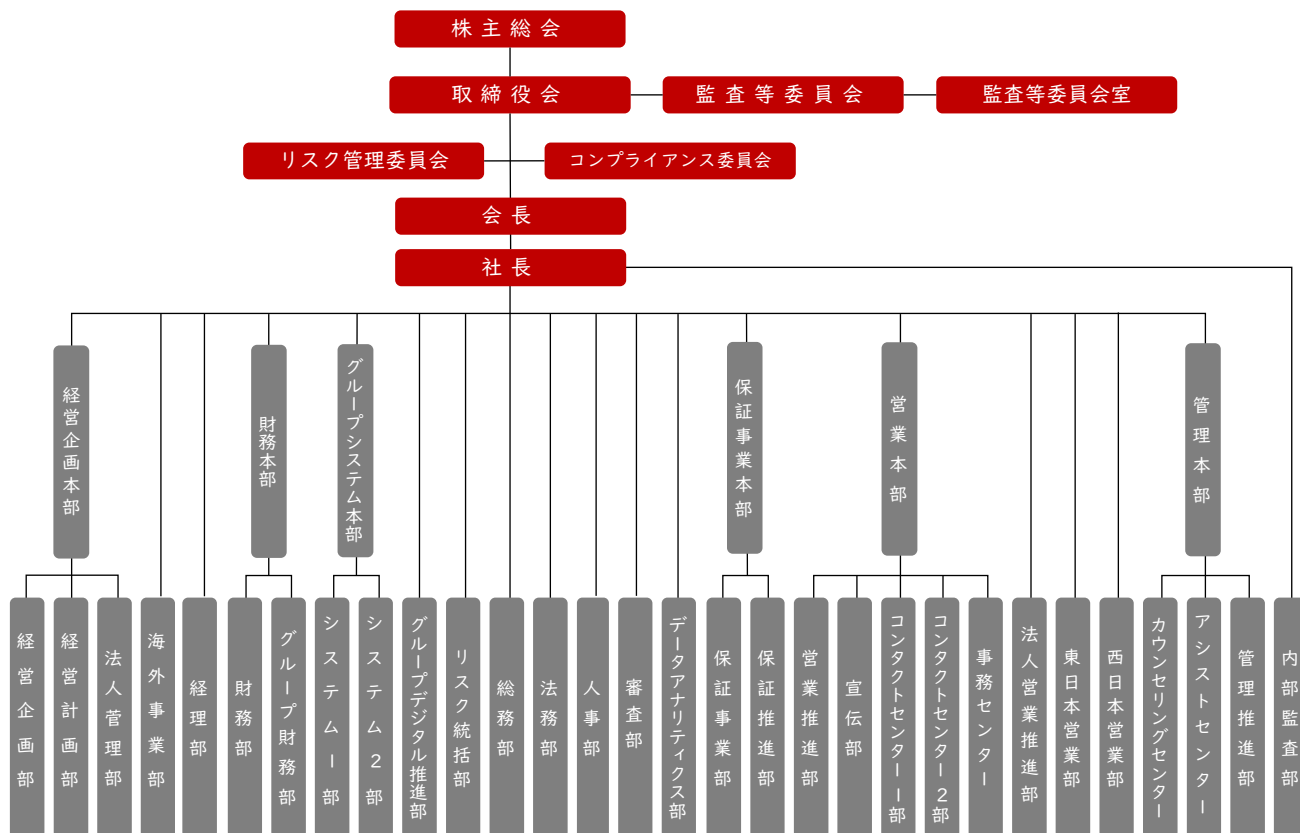 株主総会
取締役会
監査等委員会
監査等委員会室
リスク管理委員会
コンプライアンス委員会
会長
社長
経営企画本部
財務本部
グループシステム本部
保証事業本部
営業本部
管理本部
経営企画部
経営計画部
法人管理部
海外事業部
経理部
財務部
グループ財務部
システム1部
システム2部
グループデジタル推進部
リスク統括部
総務部
法務部
人事部
審査部
データアナリティクス部
保証事業部
保証推進部
営業推進部
宣伝部
コンタクトセンター1部
コンタクトセンター2部
事務センター
法人営業推進部
東日本営業部
西日本営業部
カウンセリングセンター
アシストセンター
管理推進部
内部監査部